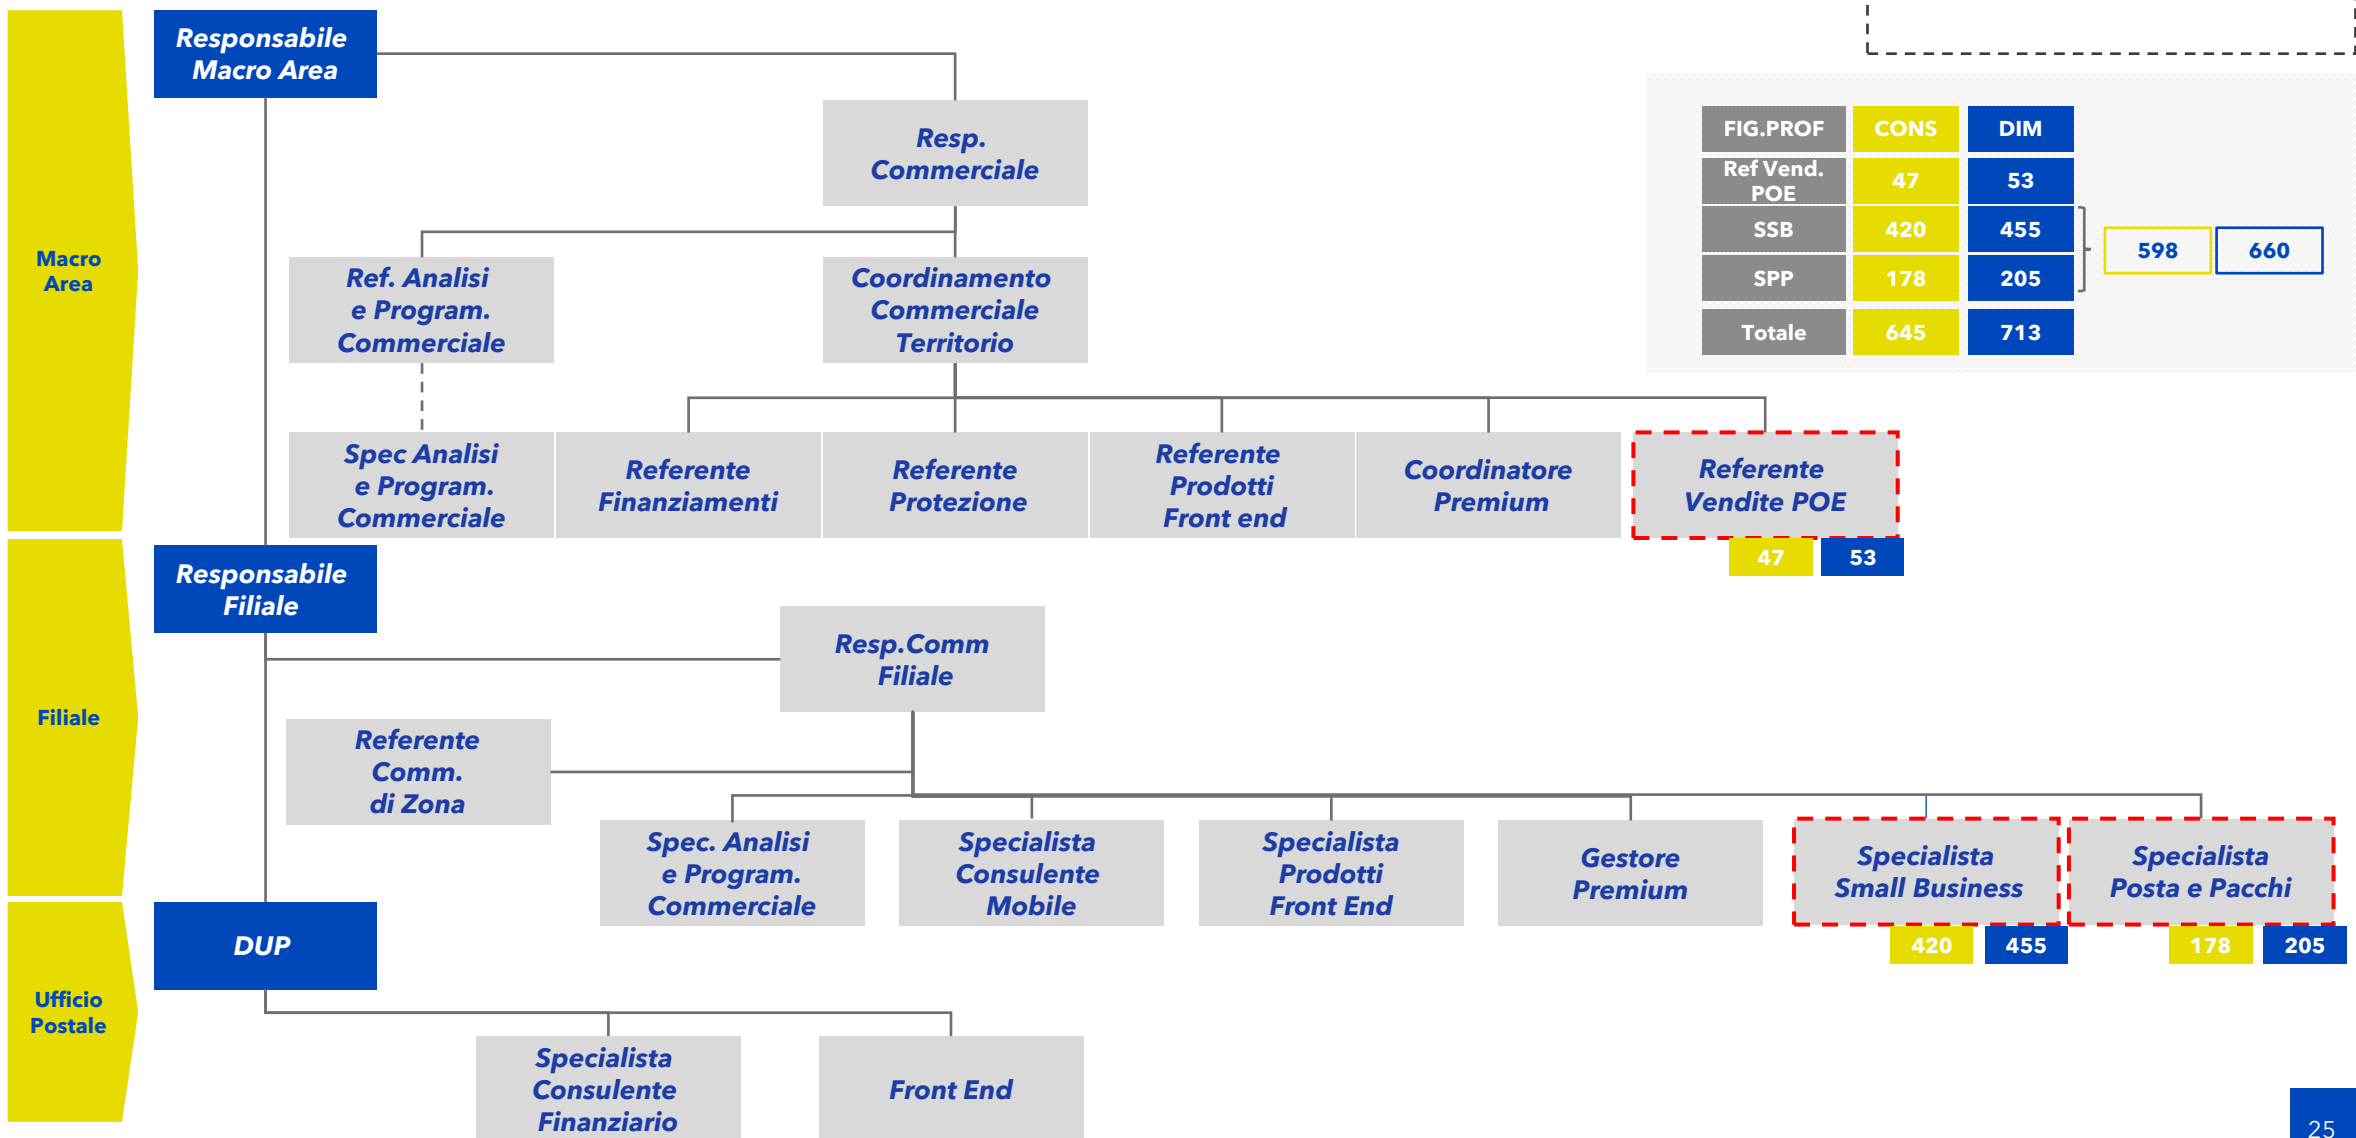 Responsabile
Macro Area
Resp.
Commerciale
FIG.PROF CONS DIM
Ref Vend.
POE
47 53
SSB 420 455
SPP 178 205
598 660
Totale 645 713
Macro
Area
Ref. Analisi
e Program.
Commerciale
Coordinamento
Commerciale
Territorio
Spec Analisi
e Program.
Commerciale
Referente
Finanziamenti
Referente
Protezione
Referente
Prodotti
Front end
Coordinatore
Premium
Referente
Vendite POE
47 53
Responsabile
Filiale
Resp.Comm
Filiale
Filiale
Referente
Comm.
di Zona
Spec. Analisi
e Program.
Commerciale
Specialista
Consulente
Mobile
Specialista
Prodotti
Front End
Gestore
Premium
Specialista
Small Business
Specialista
Posta e Pacchi
420 455
178 205
DUP
Ufficio
Postale
Specialista
Consulente
Finanziario
Front End
25